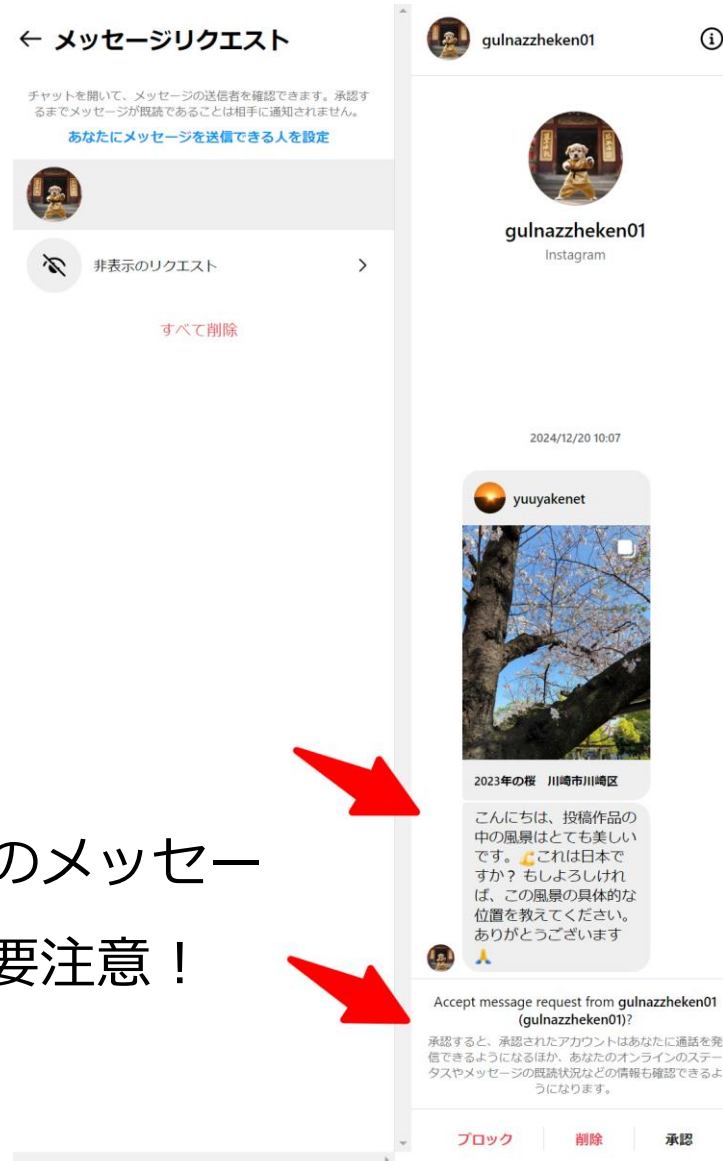 ← メッセージリクエスト
チャットを開いて、メッセージの送信者を確認できます。承認す
るまでメッセージが既読であることは相手に通知されません。
あなたにメッセージを送信できる人を設定
非表示のリクエスト
すべて削除
のメッセー
要注意！
gulnazzheken01
gulnazzheken01
Instagram
2024/12/20 10:07
yuuyakenet
2023年の桜　川崎市川崎区
こんにちは、投稿作品の
中の風景はとても美しい
です。💪これは日本で
すか？ もしよろしけれ
ば、この風景の具体的な
位置を教えてください。
ありがとうございます
🙏
Accept message request from gulnazzheken01
(gulnazzheken01)?
承認すると、承認されたアカウントはあなたに通話を発
信できるようになるほか、あなたのオンラインのステー
タスやメッセージの既読状況などの情報も確認できるよ
うになります。
ブロック
削除
承認